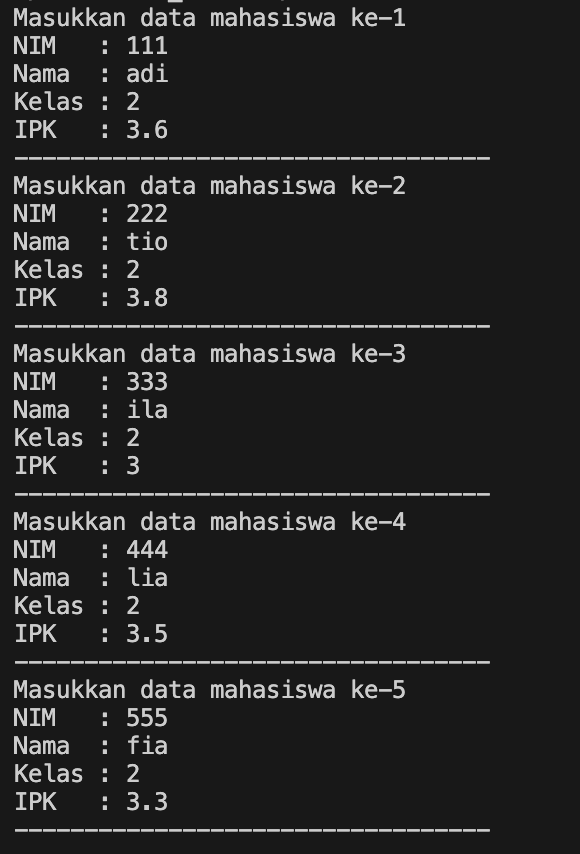 Masukkan data mahasiswa ke-1
NIM   : 111
Nama  : adi
Kelas : 2
IPK   : 3.6
----------------------------------
Masukkan data mahasiswa ke-2
NIM   : 222
Nama  : tio
Kelas : 2
IPK   : 3.8
----------------------------------
Masukkan data mahasiswa ke-3
NIM   : 333
Nama  : ila
Kelas : 2
IPK   : 3
----------------------------------
Masukkan data mahasiswa ke-4
NIM   : 444
Nama  : lia
Kelas : 2
IPK   : 3.5
----------------------------------
Masukkan data mahasiswa ke-5
NIM   : 555
Nama  : fia
Kelas : 2
IPK   : 3.3
----------------------------------